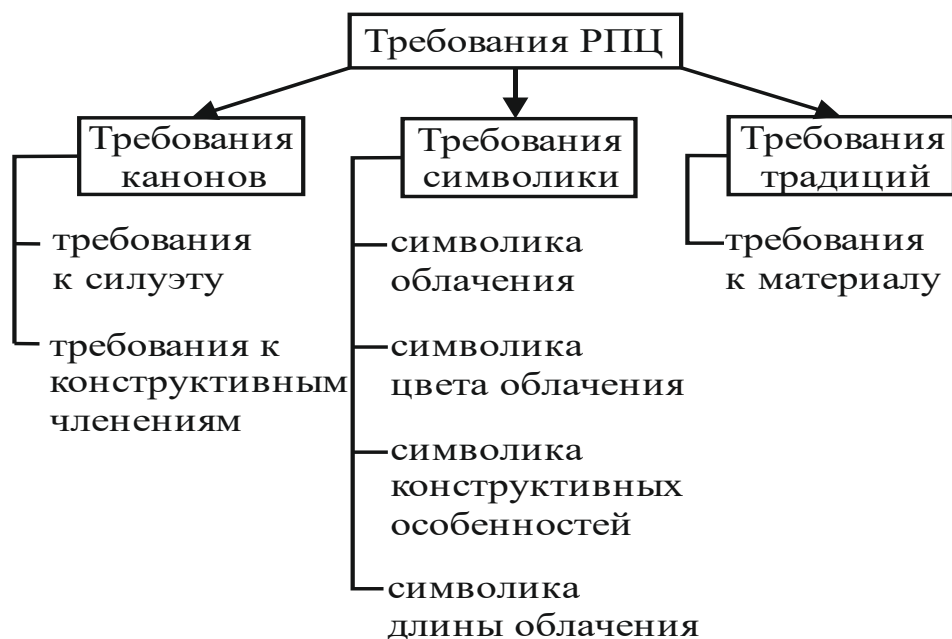 Требования РПЦ
Требования
канонов
требования
к силуэту
требования к
конструктивным
членениям
Требования
символики
символика
облачения
символика
цвета облачения
символика
конструктивных
особенностей
символика
длины облачения
Требования
традиций
требования
к материалу